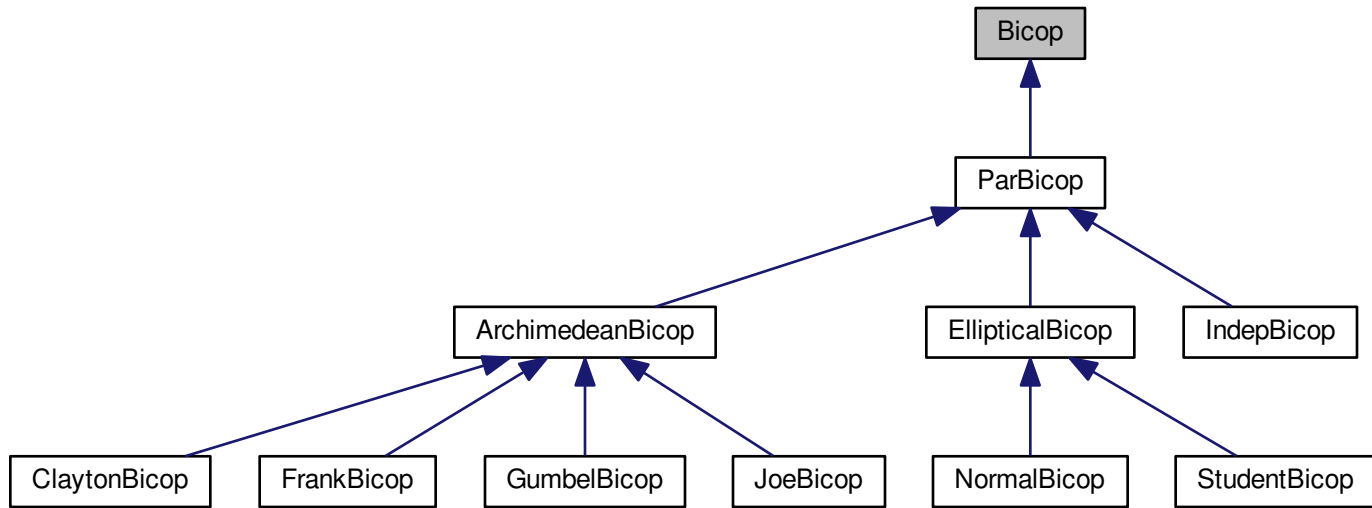 Bicop
ParBicop
ArchimedeanBicop
EllipticalBicop
IndepBicop
ClaytonBicop
FrankBicop
GumbelBicop
JoeBicop
NormalBicop
StudentBicop